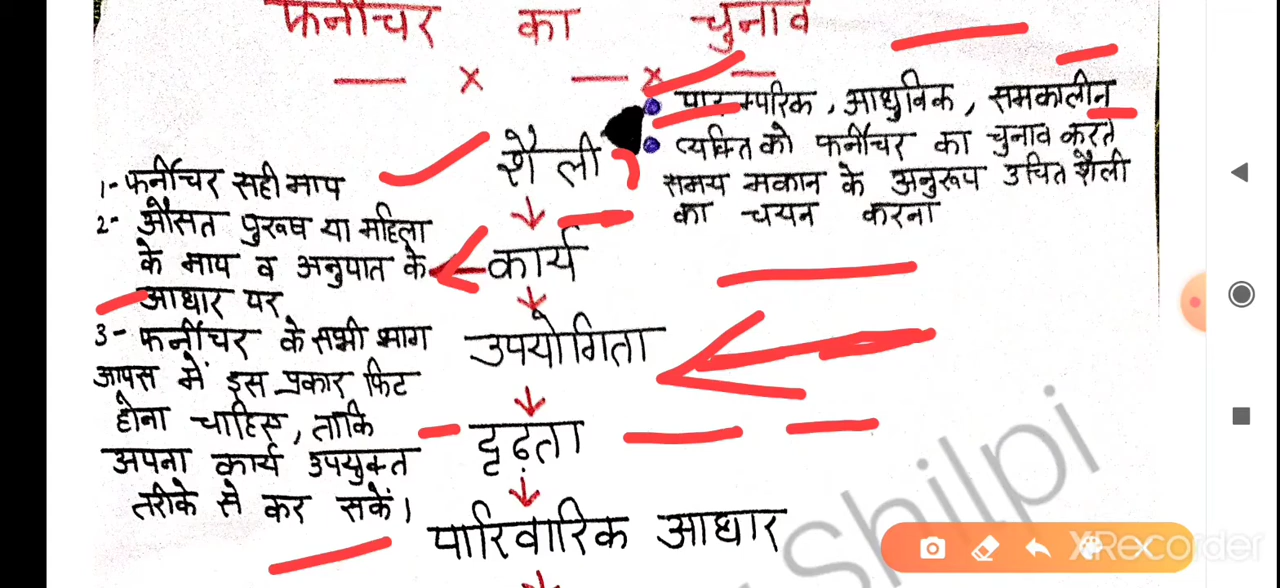 फर्नीचर का चुनाव
पारम्परिक, आधुनिक, समकालीन
व्यक्ति को फर्नीचर का चुनाव करते
समय मकान के अनुरूप उचित शैली
का चयन करना
शैली
1- फर्नीचर सही माप
2- औसत पुरुष या महिला
के माप व अनुपात के
आधार पर
3- फर्नीचर के सभी भाग
आपस में इस प्रकार फिट
होना चाहिए, ताकि
अपना कार्य उपयुक्त
तरीके से कर सकें।
कार्य
उपयोगिता
दृढ़ता
पारिवारिक आधार
Shilpi
XRecorder